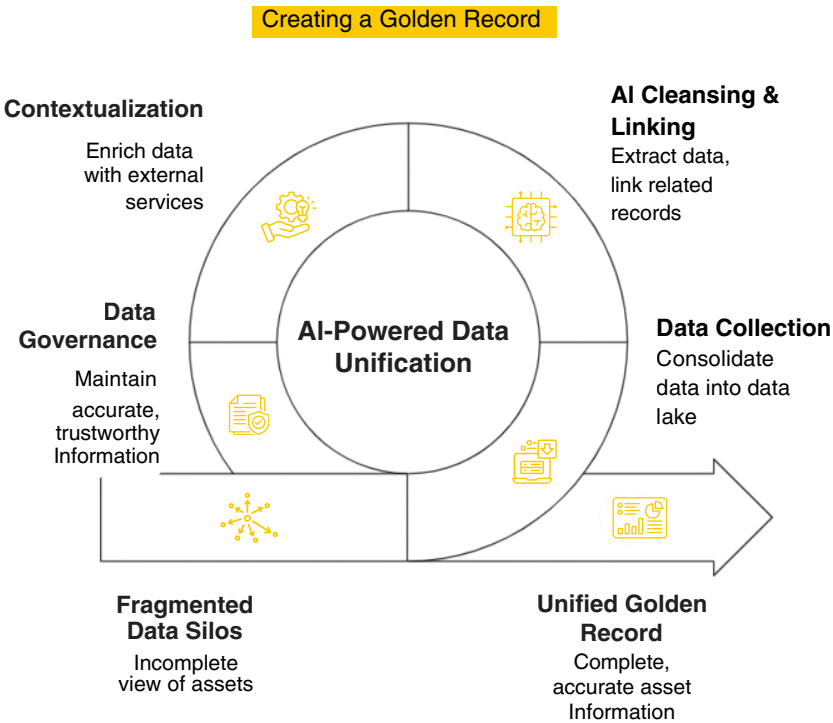 Creating a Golden Record
Contextualization
Enrich data
with external
services
AI Cleansing &
Linking
Extract data,
link related
records
Data
Governance
Maintain
accurate,
trustworthy
Information
AI-Powered Data
Unification
Data Collection
Consolidate
data into data
lake
Fragmented
Data Silos
Incomplete
view of assets
Unified Golden
Record
Complete,
accurate asset
Information